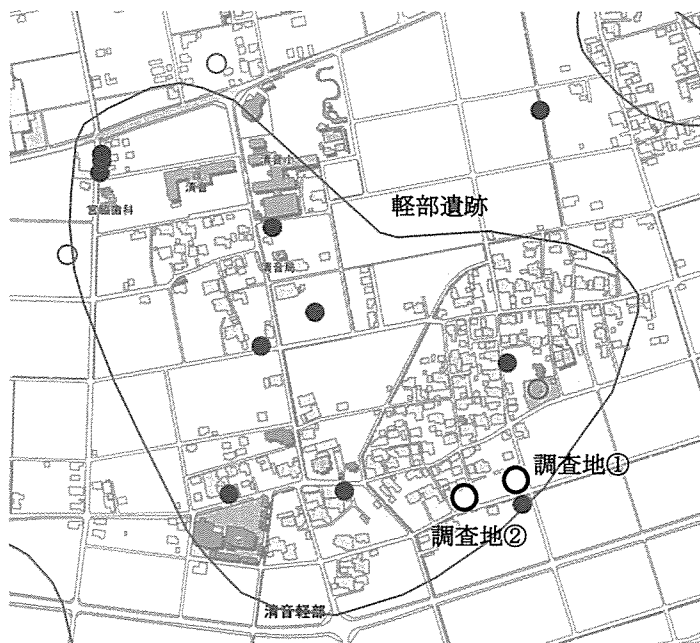 清音小
清音
宮脇歯科
軽部遺跡
清音局
調査地①
調査地②
清音軽部